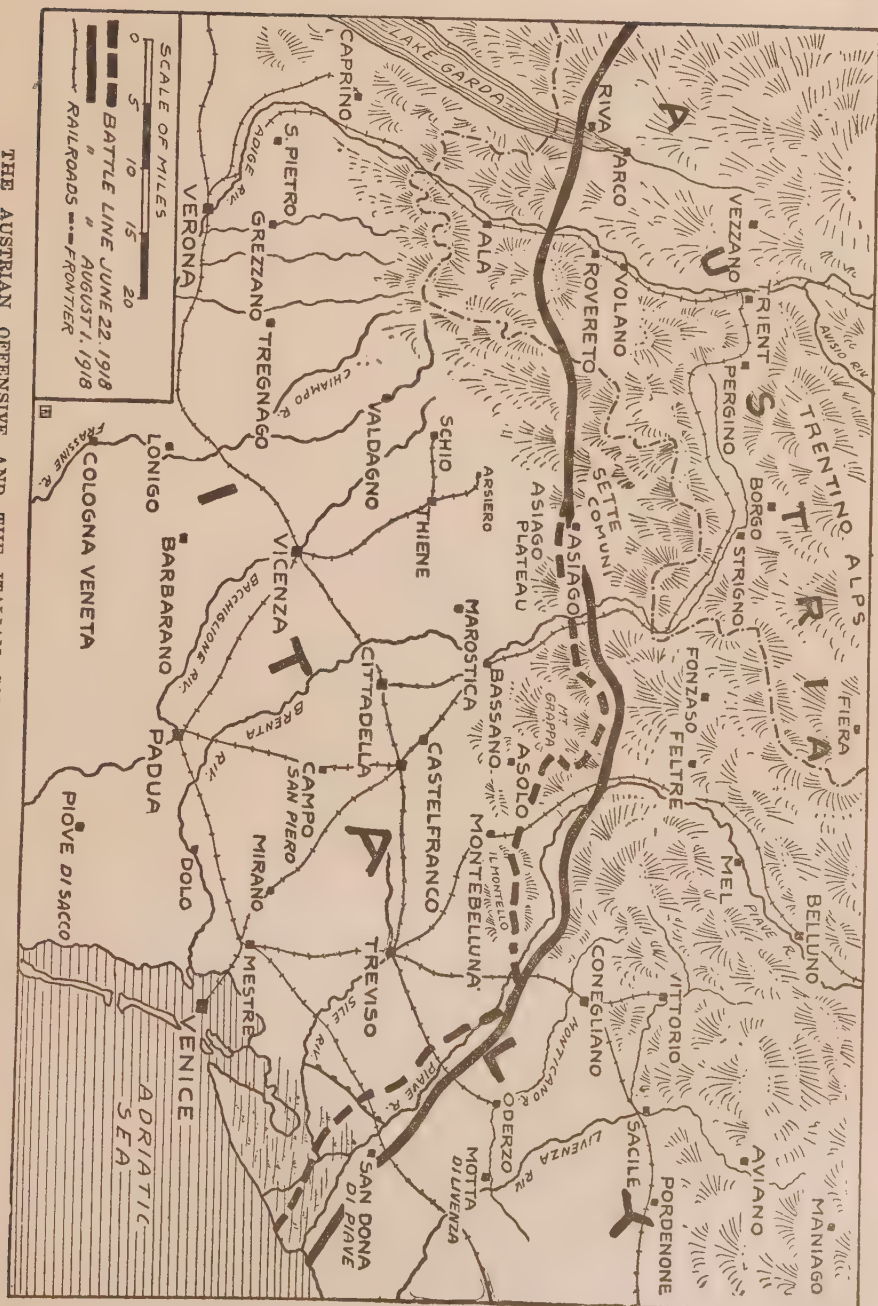 SCALE OF MILES
0 5 10 15 20
BATTLE LINE JUNE 22. 1918
" " AUGUST 1. 1918
RAILROADS FRONTIER
AUSTRIA
ITALY
TRENTINO ALPS
FIERA
AVISIO RIV.
MANIAGO
BELLUNO
VEZZANO
TRIENT
PERGINO
BORGO
STRIGNO
FONZASO
FELTRE
MEL
PIAVE R.
AVIANO
VITTORIO
SACILE
PORDENONE
LAKE GARDA
RIVA
ARCO
VOLANO
ROVERETO
SETTE
COMUNI
CONEGLIANO
MONTICANO R.
LIVENZA RIV.
ASIAGO
ASIAGO
PLATEAU
MT
GRAPPA
ALA
ARSIERO
SCHIO
THIENE
MAROSTICA
BASSANO
ASOLO
MONTEBELLUNA
IL MONTELLO
ODERZO
MOTTA
DI LIVENZA
CAPRINO
S. PIETRO
GREZZANO
TREGNAGO
CHIAMPO R.
VALDAGNO
CITTADELLA
CASTELFRANCO
TREVISO
SILE
RIV.
PIAVE R.
SAN DONA
DI PIAVE
ADIGE RIV.
VERONA
VICENZA
CAMPO
SAN PIERO
MIRANO
MESTRE
LONIGO
BARBARANO
BACCHIGLIONE RIV.
BRENTA
RIV.
PADUA
DOLO
VENICE
FRASSINE R.
COLOGNA VENETA
PIOVE DI SACCO
ADRIATIC
SEA
THE AUSTRIAN OFFENSIVE AND THE ITALIAN